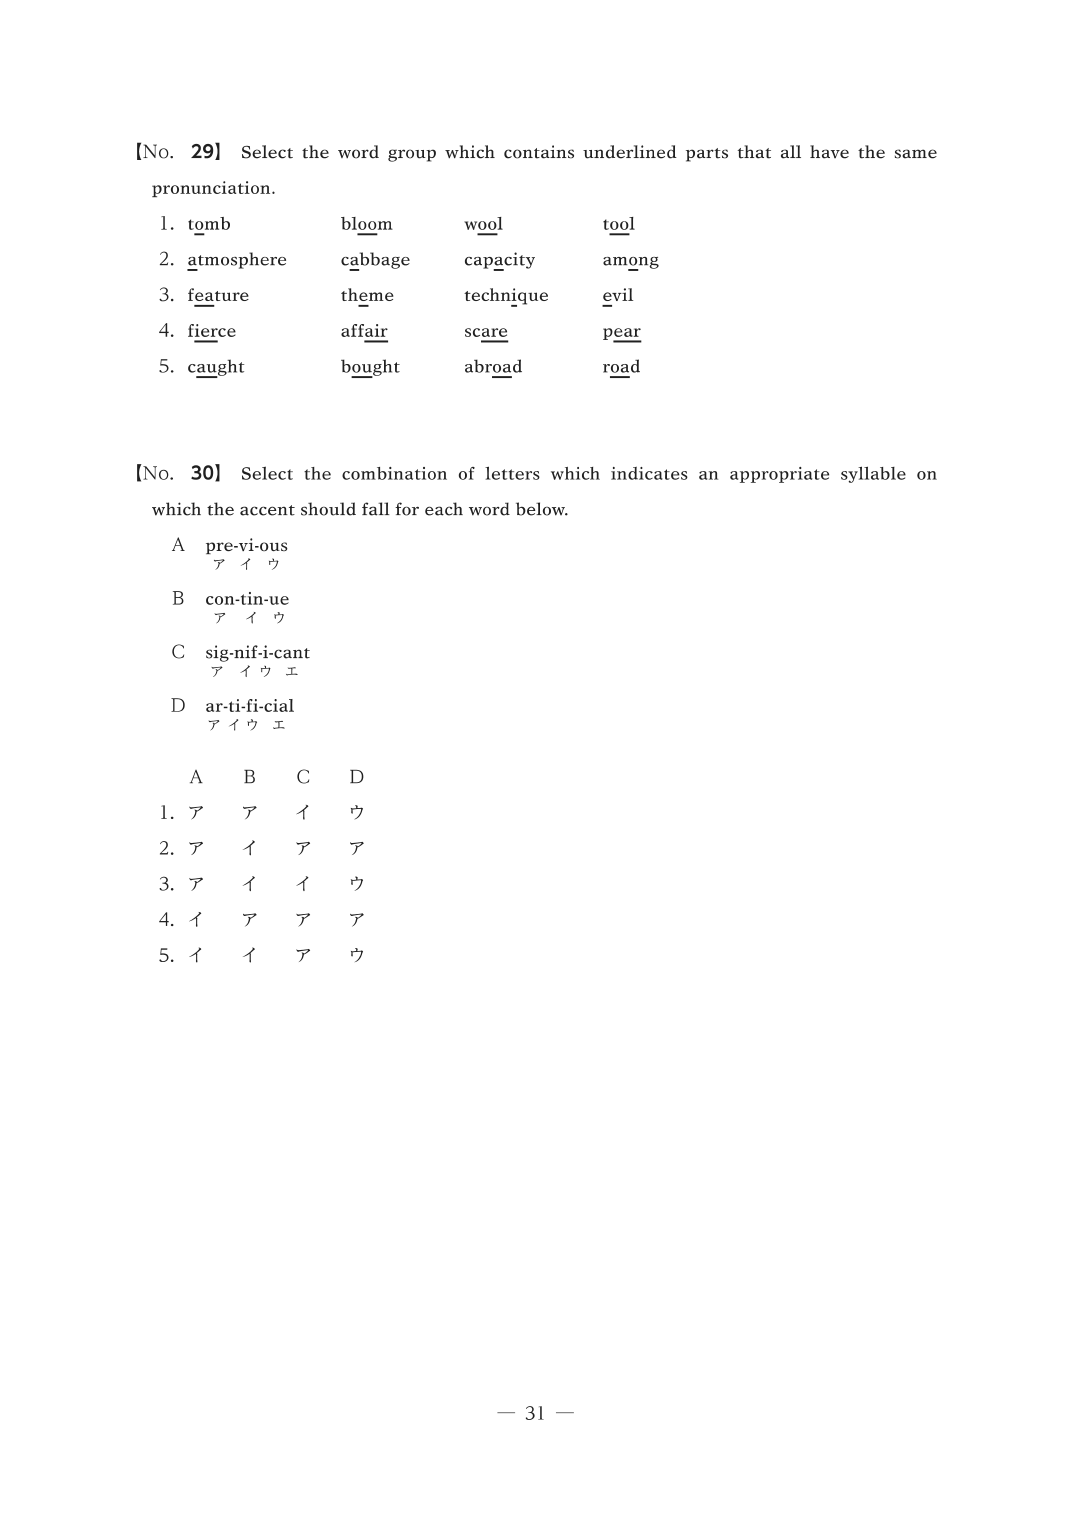 【No. 29】 Select the word group which contains underlined parts that all have the same
pronunciation.
1. tomb bloom wool tool
2. atmosphere cabbage capacity among
3. feature theme technique evil
4. fierce affair scare pear
5. caught bought abroad road
【No. 30】 Select the combination of letters which indicates an appropriate syllable on
which the accent should fall for each word below.
A pre-vi-ous
ア イ ウ
B con-tin-ue
ア イ ウ
C sig-nif-i-cant
ア イ ウ エ
D ar-ti-fi-cial
ア イ ウ エ
A B C D
1. ア ア イ ウ
2. ア イ ア ア
3. ア イ イ ウ
4. イ ア ア ア
5. イ イ ア ウ
— 31 —